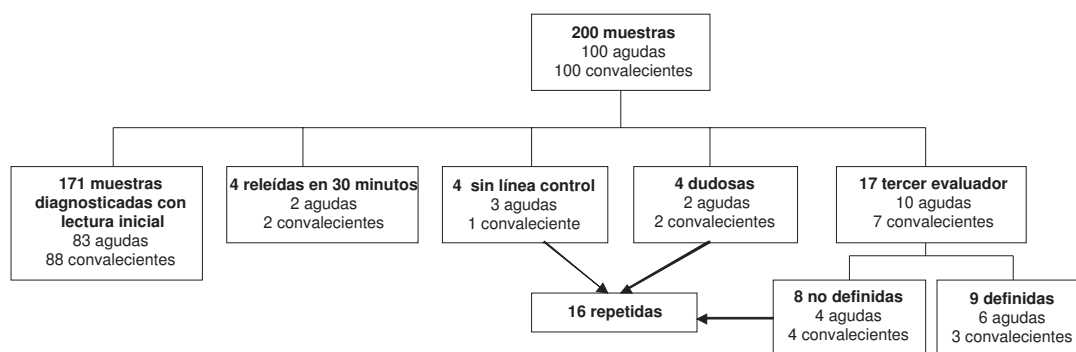 200 muestras
100 agudas
100 convalecientes
171 muestras
diagnosticadas con
lectura inicial
83 agudas
88 convalecientes
4 releídas en 30 minutos
2 agudas
2 convalecientes
4 sin línea control
3 agudas
1 convaleciente
4 dudosas
2 agudas
2 convalecientes
17 tercer evaluador
10 agudas
7 convalecientes
16 repetidas
8 no definidas
4 agudas
4 convalecientes
9 definidas
6 agudas
3 convalecientes